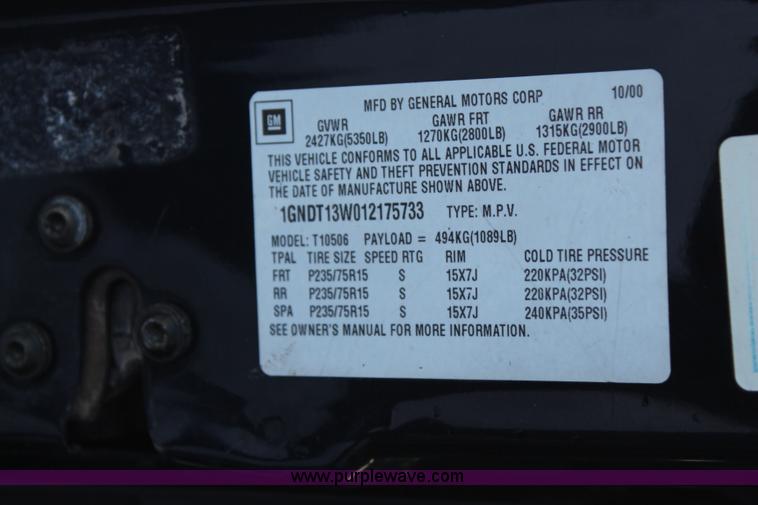 MFD BY GENERAL MOTORS CORP 10/00
GM
GVWR GAWR FRT GAWR RR
2427KG(5350LB) 1270KG(2800LB) 1315KG(2900LB)
THIS VEHICLE CONFORMS TO ALL APPLICABLE U.S. FEDERAL MOTOR
VEHICLE SAFETY AND THEFT PREVENTION STANDARDS IN EFFECT ON
THE DATE OF MANUFACTURE SHOWN ABOVE.
1GNDT13W012175733 TYPE: M.P.V.
MODEL: T10506 PAYLOAD = 494KG(1089LB)
TPAL TIRE SIZE SPEED RTG RIM COLD TIRE PRESSURE
FRT P235/75R15 S 15X7J 220KPA(32PSI)
RR P235/75R15 S 15X7J 220KPA(32PSI)
SPA P235/75R15 S 15X7J 240KPA(35PSI)
SEE OWNER'S MANUAL FOR MORE INFORMATION.
www.purplewave.com